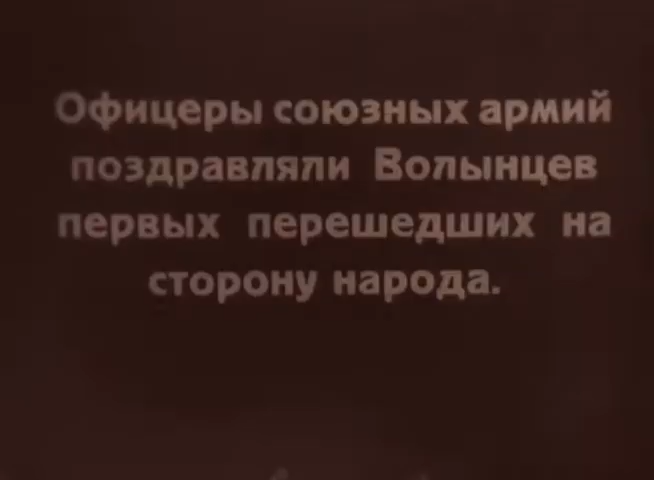 Офицеры союзных армий
поздравляли Волынцев
первых перешедших на
сторону народа.